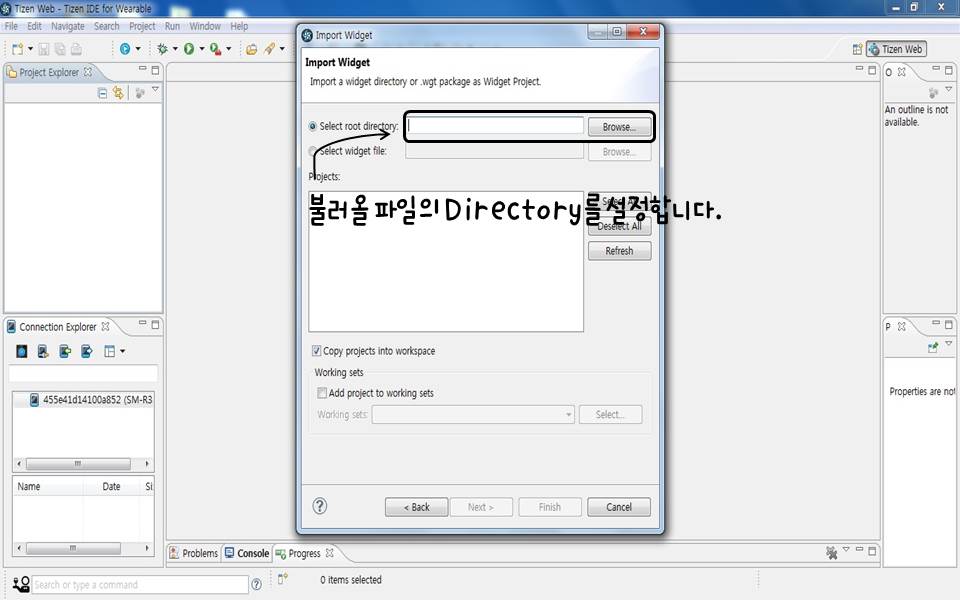 Tizen Web - Tizen IDE for Wearable
File Edit Navigate Search Project Run Window Help
Tizen Web
Project Explorer
O
An outline is not
available.
Import Widget
Import Widget
Import a widget directory or .wgt package as Widget Project.
Select root directory:
Browse...
Select widget file:
Browse...
Projects:
불러올 파일의 Directory를 설정합니다.
Deselect All
Refresh
Copy projects into workspace
Working sets
Add project to working sets
Working sets:
Select...
< Back
Next >
Finish
Cancel
Connection Explorer
455e41d14100a852 (SM-R3
Name Date Si
P
Properties are not
Problems Console Progress
Search or type a command
0 items selected